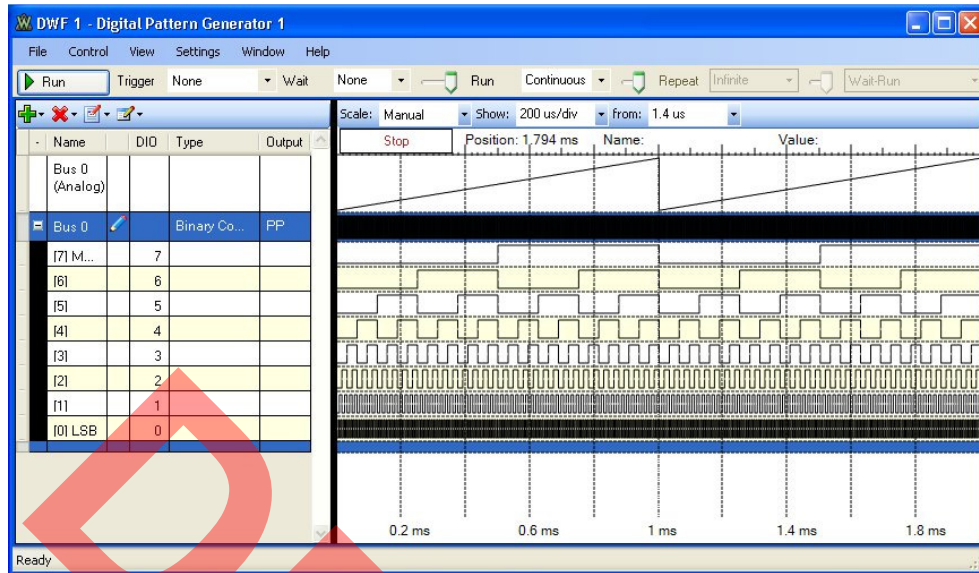 DWF 1 - Digital Pattern Generator 1
File Control View Settings Window Help
Run Trigger None Wait None Run Continuous Repeat Infinite Wait-Run
Scale: Manual Show: 200 us/div from: 1.4 us
- Name DIO Type Output
Stop Position: 1.794 ms Name: Value:
Bus 0
(Analog)
Bus 0 Binary Co... PP
[7] M... 7
[6] 6
[5] 5
[4] 4
[3] 3
[2] 2
[1] 1
[0] LSB 0
0.2 ms 0.6 ms 1 ms 1.4 ms 1.8 ms
Ready